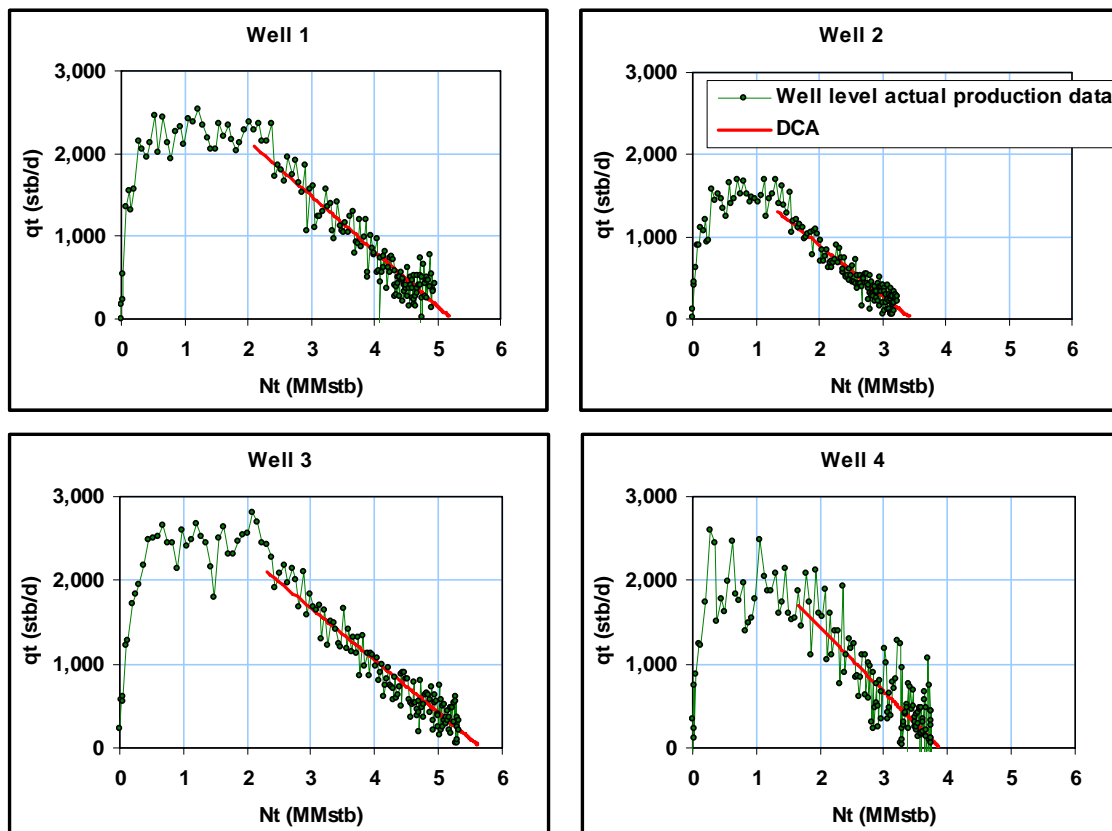 Well 1
3,000
2,000
1,000
0
qt (stb/d)
0 1 2 3 4 5 6
Nt (MMstb)
Well 2
3,000
2,000
1,000
0
qt (stb/d)
Well level actual production data
DCA
0 1 2 3 4 5 6
Nt (MMstb)
Well 3
3,000
2,000
1,000
0
qt (stb/d)
0 1 2 3 4 5 6
Nt (MMstb)
Well 4
3,000
2,000
1,000
0
qt (stb/d)
0 1 2 3 4 5 6
Nt (MMstb)